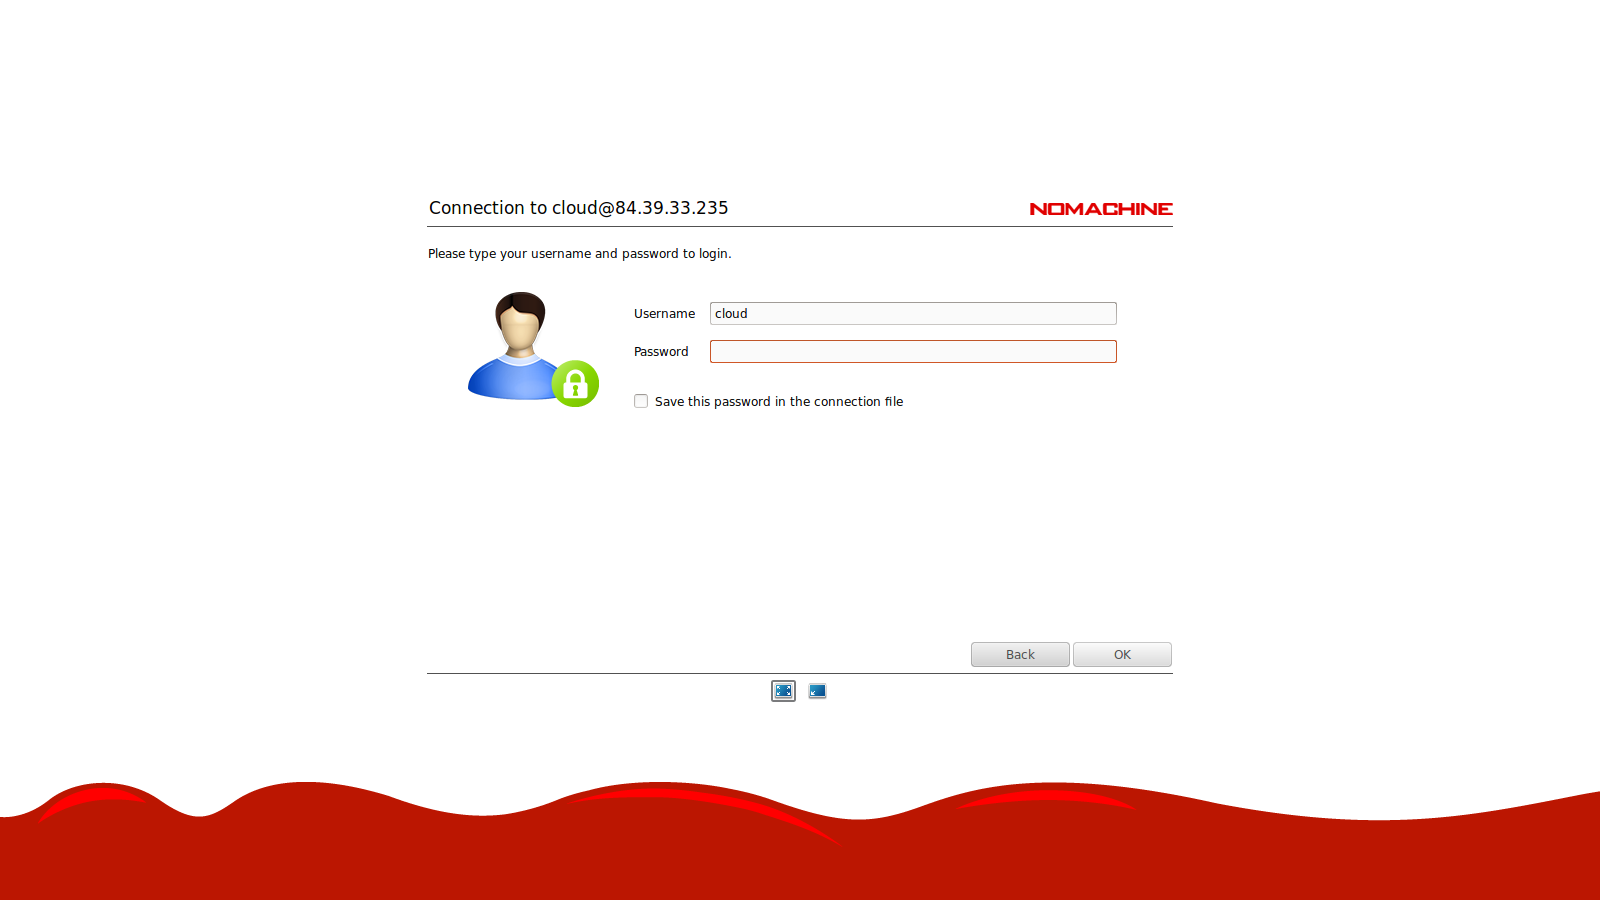 Connection to cloud@84.39.33.235
NOMACHINE
Please type your username and password to login.
Username cloud
Password
Save this password in the connection file
Back OK